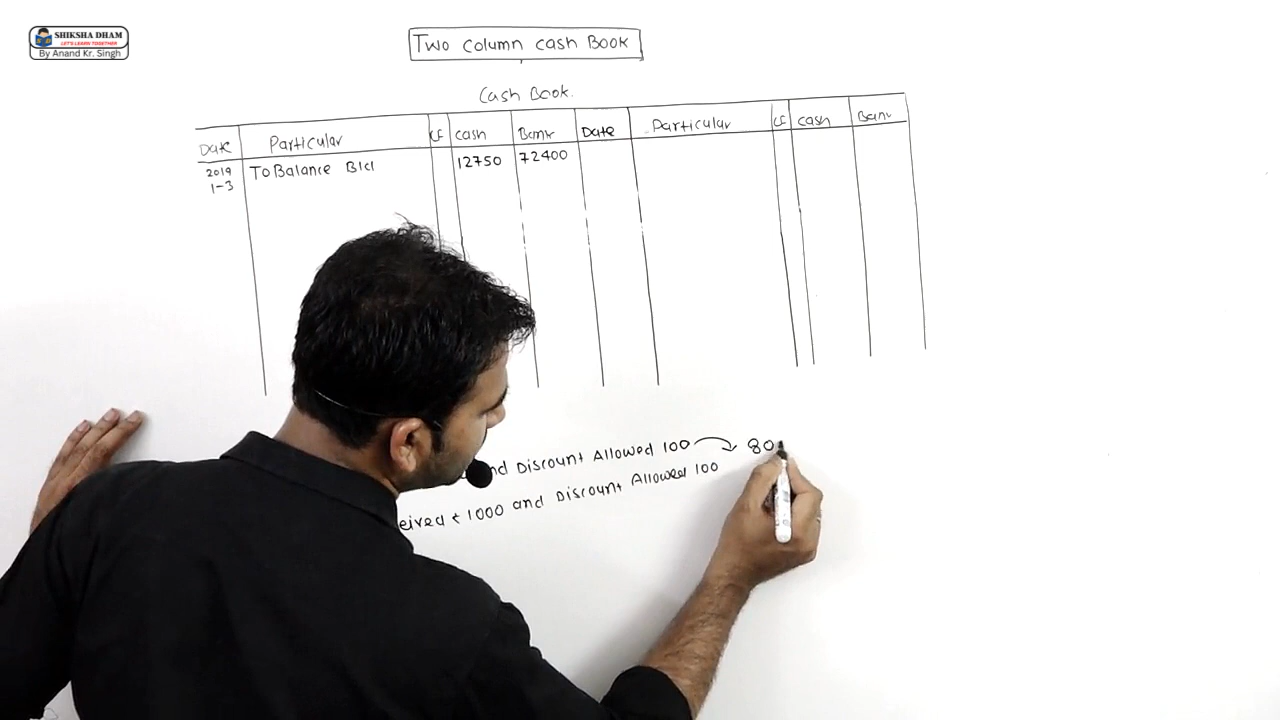 SHIKSHA DHAM
LET'S LEARN TOGETHER
By Anand Kr. Singh
Two column cash Book
Cash Book.
Date Particular LF cash Bank Date Particular LF cash Bank
2019 To Balance B/d 12750 72400
1-3
nd Discount Allowed 100 80
eived ₹ 1000 and Discount Allowed 100